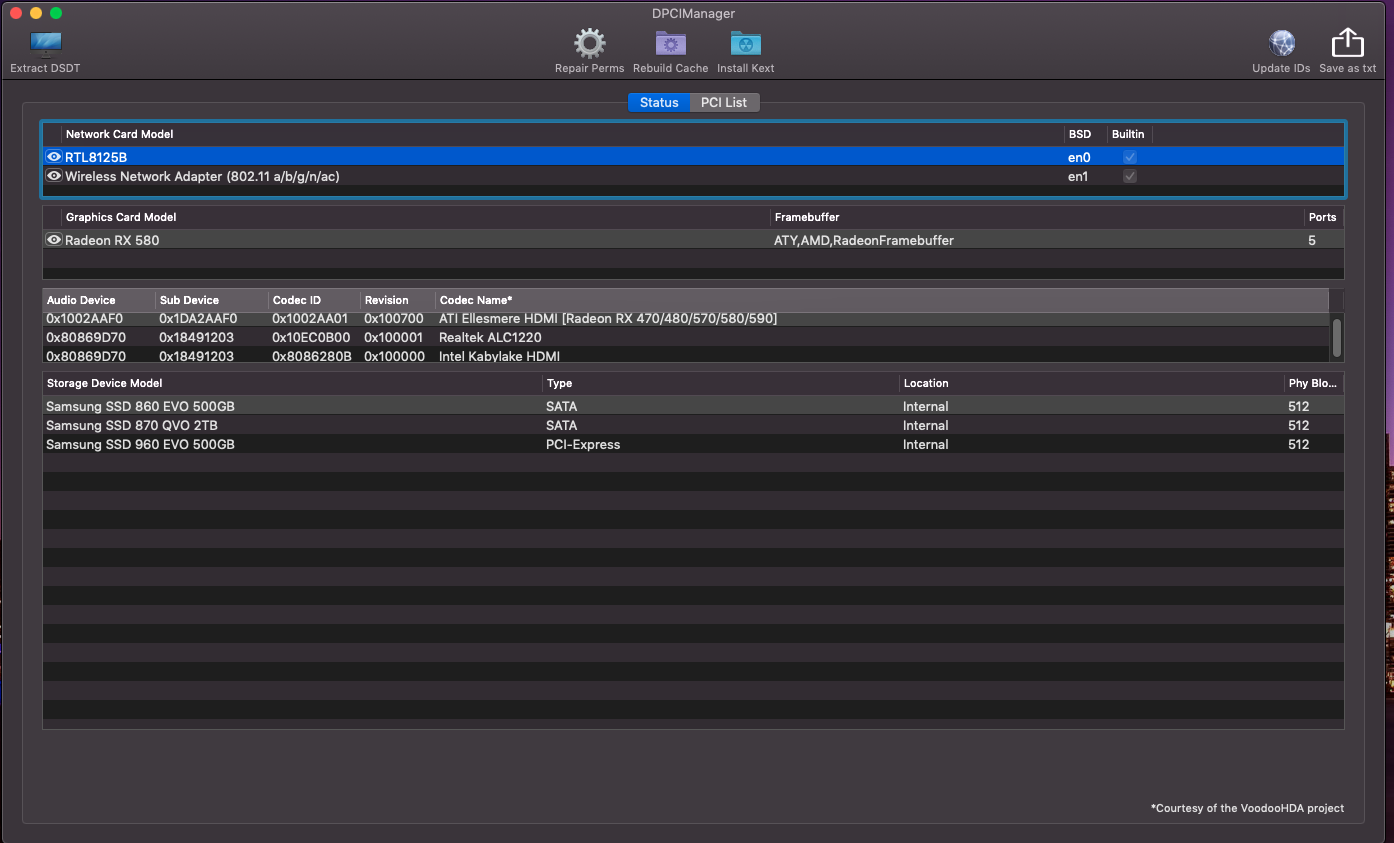 DPCIManager
Extract DSDT
Repair Perms Rebuild Cache Install Kext
Update IDs Save as txt
Status PCI List
Network Card Model BSD Builtin
RTL8125B en0
Wireless Network Adapter (802.11 a/b/g/n/ac) en1
Graphics Card Model Framebuffer Ports
Radeon RX 580 ATY,AMD,RadeonFramebuffer 5
Audio Device Sub Device Codec ID Revision Codec Name*
0x1002AAF0 0x1DA2AAF0 0x1002AA01 0x100700 ATI Ellesmere HDMI [Radeon RX 470/480/570/580/590]
0x80869D70 0x18491203 0x10EC0B00 0x100001 Realtek ALC1220
0x80869D70 0x18491203 0x8086280B 0x100000 Intel Kabylake HDMI
Storage Device Model Type Location Phy Blo...
Samsung SSD 860 EVO 500GB SATA Internal 512
Samsung SSD 870 QVO 2TB SATA Internal 512
Samsung SSD 960 EVO 500GB PCI-Express Internal 512
*Courtesy of the VoodooHDA project